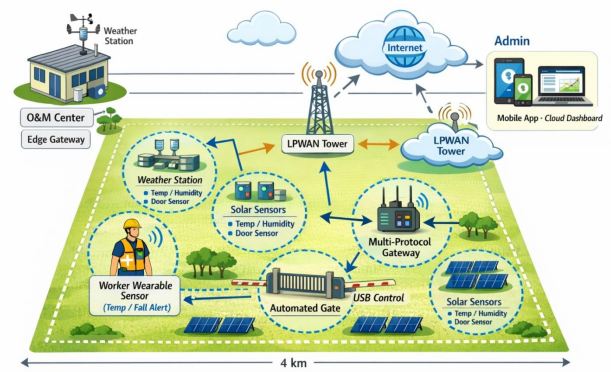 Weather
Station
Internet
Admin
Mobile App - Cloud Dashboard
O&M Center
Edge Gateway
LPWAN Tower
LPWAN
Tower
Weather Station
Temp / Humidity
Door Sensor
Solar Sensors
Temp / Humidity
Door Sensor
Multi-Protocol
Gateway
Worker Wearable
Sensor
(Temp / Fall Alert)
Automated Gate
USB Control
Solar Sensors
Temp / Humidity
Door Sensor
4 km